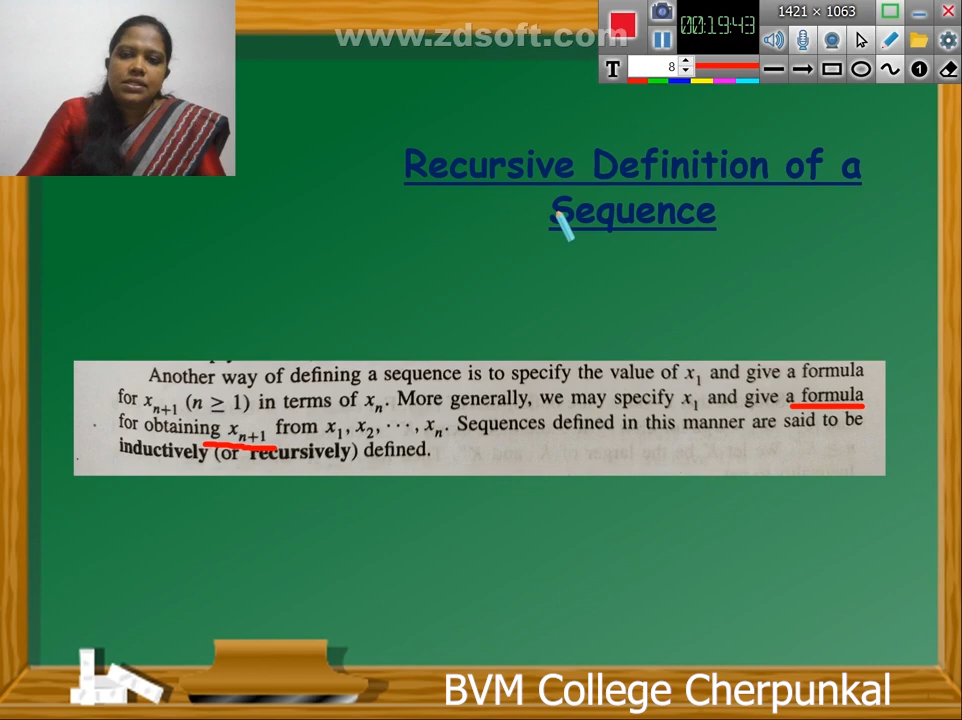 www.zdsoft.com
00:19:43
1421 × 1063
T
8
1
Recursive Definition of a
Sequence
Another way of defining a sequence is to specify the value of x₁ and give a formula
for xₙ₊₁ (n ≥ 1) in terms of xₙ. More generally, we may specify x₁ and give a formula
for obtaining xₙ₊₁ from x₁, x₂, ···, xₙ. Sequences defined in this manner are said to be
inductively (or recursively) defined.
BVM College Cherpunkal